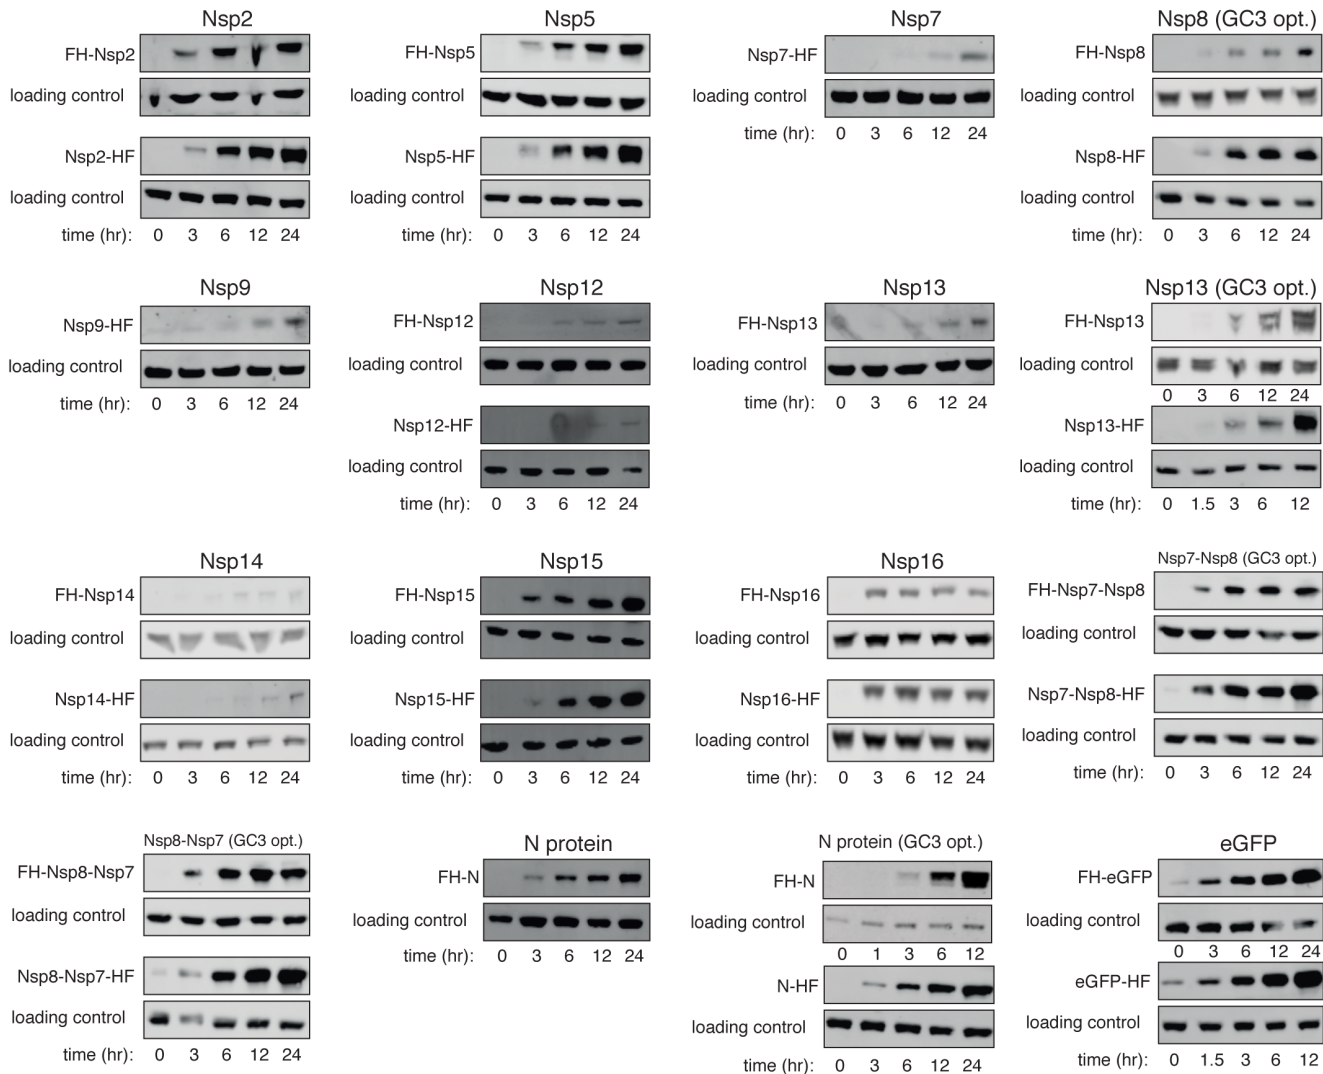 Nsp2
FH-Nsp2
loading control
Nsp2-HF
loading control
time (hr): 0 3 6 12 24
Nsp5
FH-Nsp5
loading control
Nsp5-HF
loading control
time (hr): 0 3 6 12 24
Nsp7
Nsp7-HF
loading control
time (hr): 0 3 6 12 24
Nsp8 (GC3 opt.)
FH-Nsp8
loading control
Nsp8-HF
loading control
time (hr): 0 3 6 12 24
Nsp9
Nsp9-HF
loading control
time (hr): 0 3 6 12 24
Nsp12
FH-Nsp12
loading control
Nsp12-HF
loading control
time (hr): 0 3 6 12 24
Nsp13
FH-Nsp13
loading control
time (hr): 0 3 6 12 24
Nsp13 (GC3 opt.)
FH-Nsp13
loading control
0 3 6 12 24
Nsp13-HF
loading control
time (hr): 0 1.5 3 6 12
Nsp14
FH-Nsp14
loading control
Nsp14-HF
loading control
time (hr): 0 3 6 12 24
Nsp15
FH-Nsp15
loading control
Nsp15-HF
loading control
time (hr): 0 3 6 12 24
Nsp16
FH-Nsp16
loading control
Nsp16-HF
loading control
time (hr): 0 3 6 12 24
Nsp7-Nsp8 (GC3 opt.)
FH-Nsp7-Nsp8
loading control
Nsp7-Nsp8-HF
loading control
time (hr): 0 3 6 12 24
Nsp8-Nsp7 (GC3 opt.)
FH-Nsp8-Nsp7
loading control
Nsp8-Nsp7-HF
loading control
time (hr): 0 3 6 12 24
N protein
FH-N
loading control
time (hr): 0 3 6 12 24
N protein (GC3 opt.)
FH-N
loading control
0 1 3 6 12
N-HF
loading control
time (hr): 0 3 6 12 24
eGFP
FH-eGFP
loading control
0 3 6 12 24
eGFP-HF
loading control
time (hr): 0 1.5 3 6 12